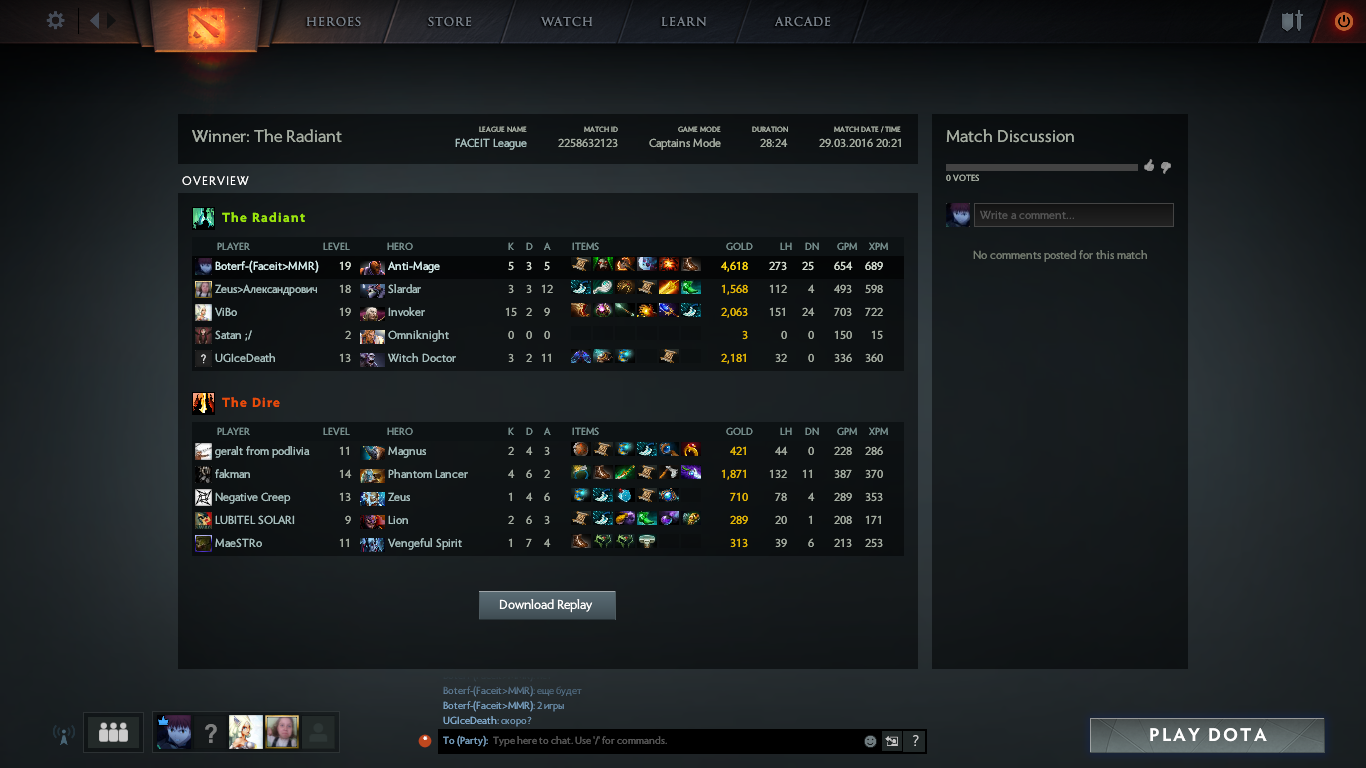 HEROES STORE WATCH LEARN ARCADE
Winner: The Radiant
LEAGUE NAME MATCH ID GAME MODE DURATION MATCH DATE / TIME
FACEIT League 2258632123 Captains Mode 28:24 29.03.2016 20:21
OVERVIEW
The Radiant
PLAYER LEVEL HERO K D A ITEMS GOLD LH DN GPM XPM
Boterf-(Faceit>MMR) 19 Anti-Mage 5 3 5 4,618 273 25 654 689
Zeus>Александрович 18 Slardar 3 3 12 1,568 112 4 493 598
ViBo 19 Invoker 15 2 9 2,063 151 24 703 722
Satan ;/ 2 Omniknight 0 0 0 3 0 0 150 15
? UGIceDeath 13 Witch Doctor 3 2 11 2,181 32 0 336 360
The Dire
PLAYER LEVEL HERO K D A ITEMS GOLD LH DN GPM XPM
geralt from podlivia 11 Magnus 2 4 3 421 44 0 228 286
fakman 14 Phantom Lancer 4 6 2 1,871 132 11 387 370
Negative Creep 13 Zeus 1 4 6 710 78 4 289 353
LUBITEL SOLARI 9 Lion 2 6 3 289 20 1 208 171
MaeSTRo 11 Vengeful Spirit 1 7 4 313 39 6 213 253
Download Replay
Match Discussion
0 VOTES
Write a comment...
No comments posted for this match
Boterf-(Faceit>MMR): еще будет
Boterf-(Faceit>MMR): 2 игры
UGIceDeath: скоро?
To (Party): Type here to chat. Use '/' for commands.
?
?
PLAY DOTA